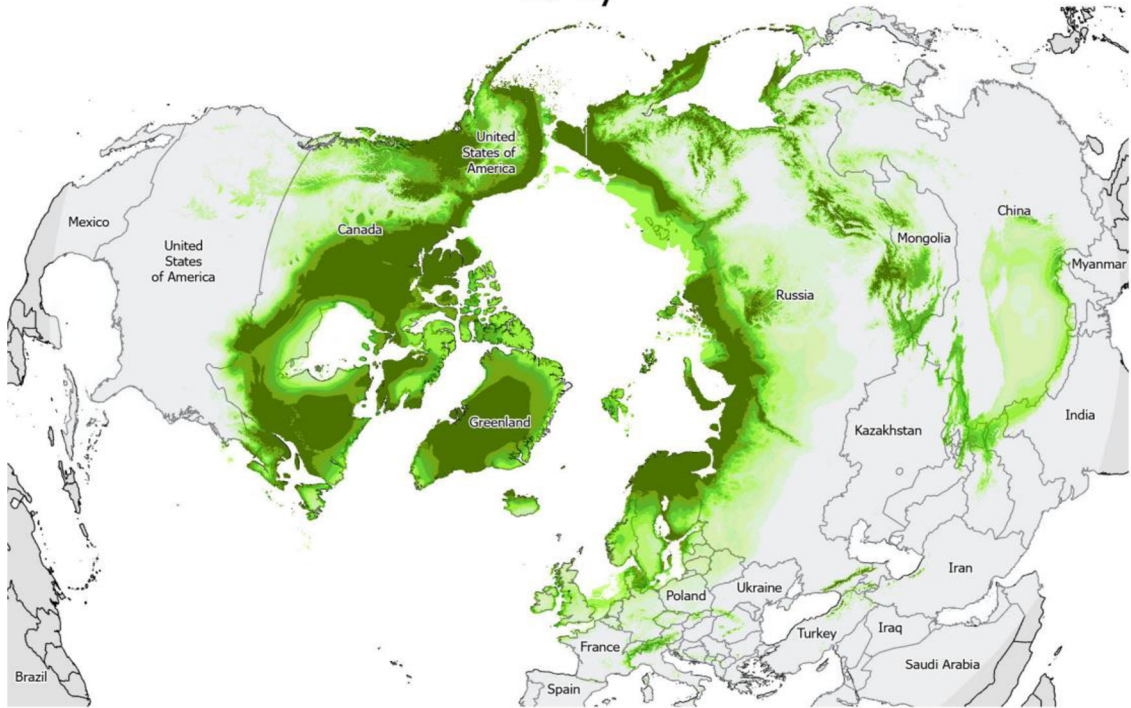 United
States of
America
Mexico
United
States
of America
Canada
Greenland
Russia
Mongolia
China
Myanmar
India
Kazakhstan
Iran
Ukraine
Poland
Turkey
Iraq
France
Saudi Arabia
Spain
Brazil